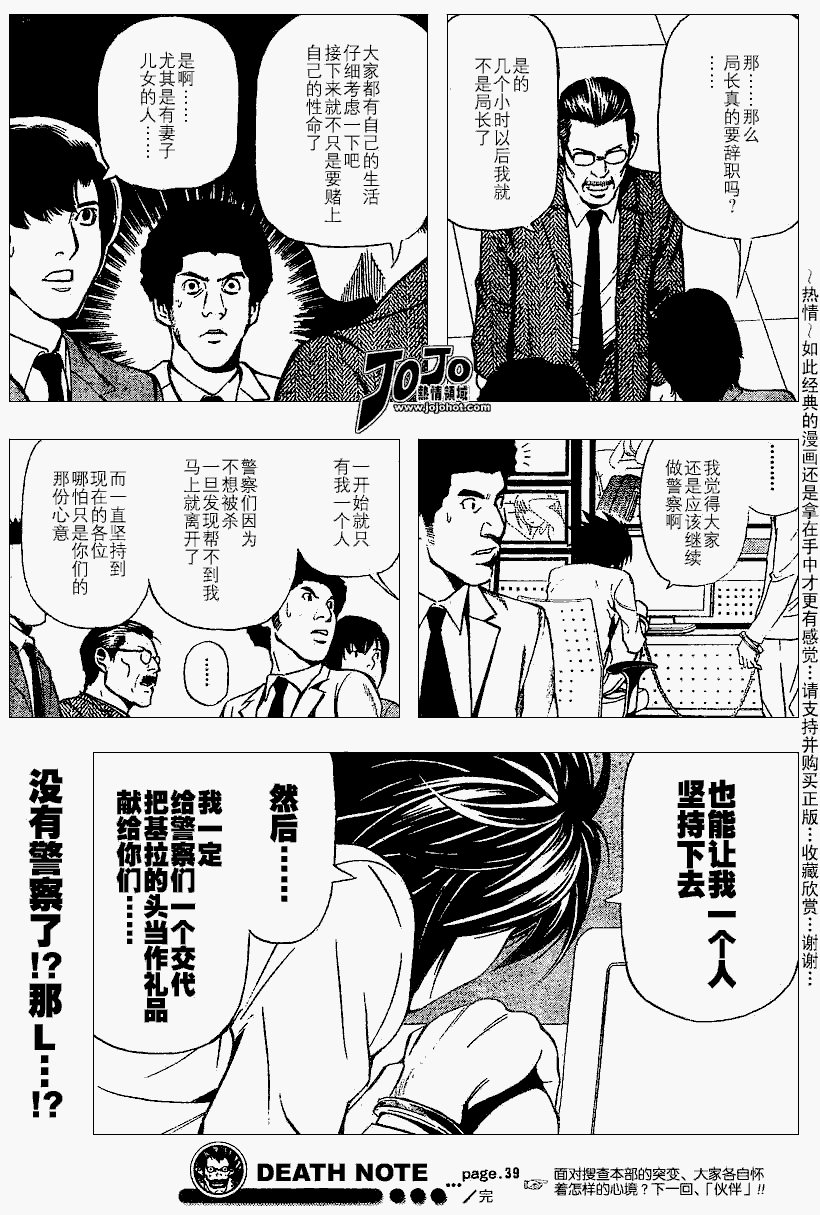 那……那么
局长真的要辞职吗?
……
是的
几个小时以后我就
不是局长了
大家都有自己的生活
仔细考虑一下吧
接下来就不只是要赌上
自己的性命了
是啊……
尤其是有妻子
儿女的人……
JOJO
熱情領域
www.jojohot.com
……
我觉得大家
还是应该继续
做警察啊
一开始就只
有我一个人
警察们因为
不想被杀
一旦发现帮不到我
马上就离开了
……
而一直坚持到
现在的各位
哪怕只是你们的
那份心意
也能让我一个人
坚持下去
然后……
我一定
给警察们一个交代
把基拉的头当作礼品
献给你们……
没有警察了!?那L…!?
~热情~如此经典的漫画还是拿在手中才更有感觉…请支持并购买正版…收藏欣赏…谢谢…
DEATH NOTE
…page.39
/完
☞面对搜查本部的突变、大家各自怀
着怎样的心境?下一回、「伙伴」!!